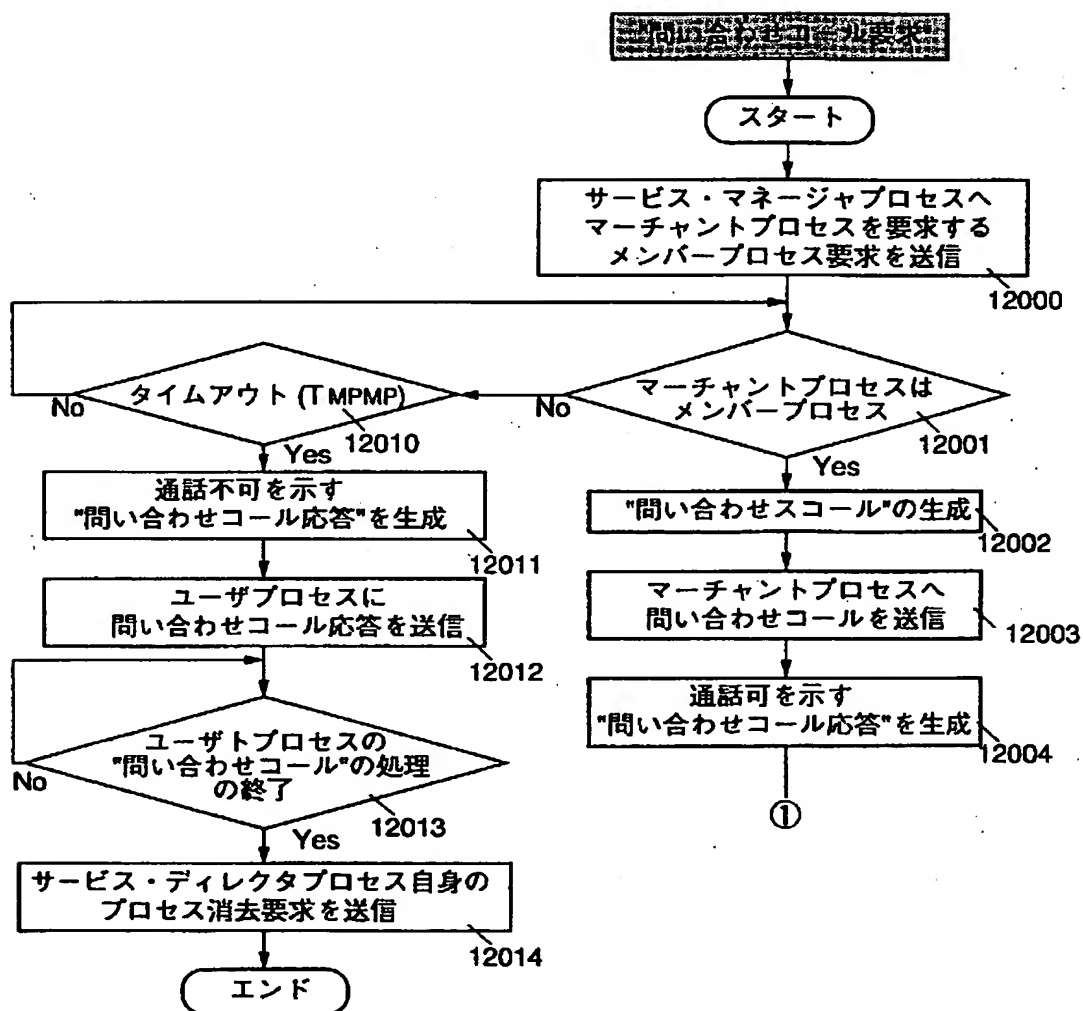 "問い合わせコール要求"
スタート
サービス・マネージャプロセスへ
マーチャントプロセスを要求する
メンバープロセス要求を送信
12000
マーチャントプロセスは
メンバープロセス
12001
No
Yes
タイムアウト (T MPMP)
12010
No
Yes
"問い合わせスコール"の生成
12002
マーチャントプロセスへ
問い合わせコールを送信
12003
通話可を示す
"問い合わせコール応答"を生成
12004
①
通話不可を示す
"問い合わせコール応答"を生成
12011
ユーザプロセスに
問い合わせコール応答を送信
12012
ユーザトプロセスの
"問い合わせコール"の処理
の終了
12013
No
Yes
サービス・ディレクタプロセス自身の
プロセス消去要求を送信
12014
エンド